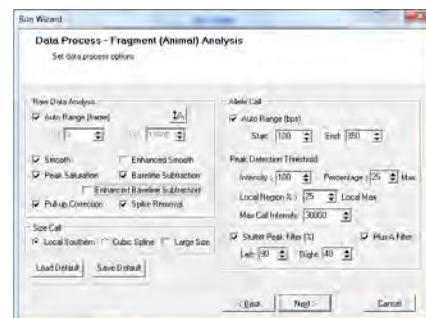 Run Wizard
Data Process - Fragment (Animal) Analysis
Set data process options
Raw Data Analysis
Auto Range (frame)
Smooth Enhanced Smooth
Peak Saturation Baseline Subtraction
Enhanced Baseline Subtraction
Pull-up Correction Spike Removal
Size Call
Local Southern Cubic Spline Large Size
Load Default Save Default
Allele Call
Auto Range (bps)
Start: 100 End: 350
Peak Detection Threshold
Intensity > 100 Percentage > 25 Max
Local Region % > 25 Local Max
Max Call Intensity: 30000
Stutter Peak Filter (%) Plus-A Filter
Left: 90 Right: 40
< Back Next > Cancel